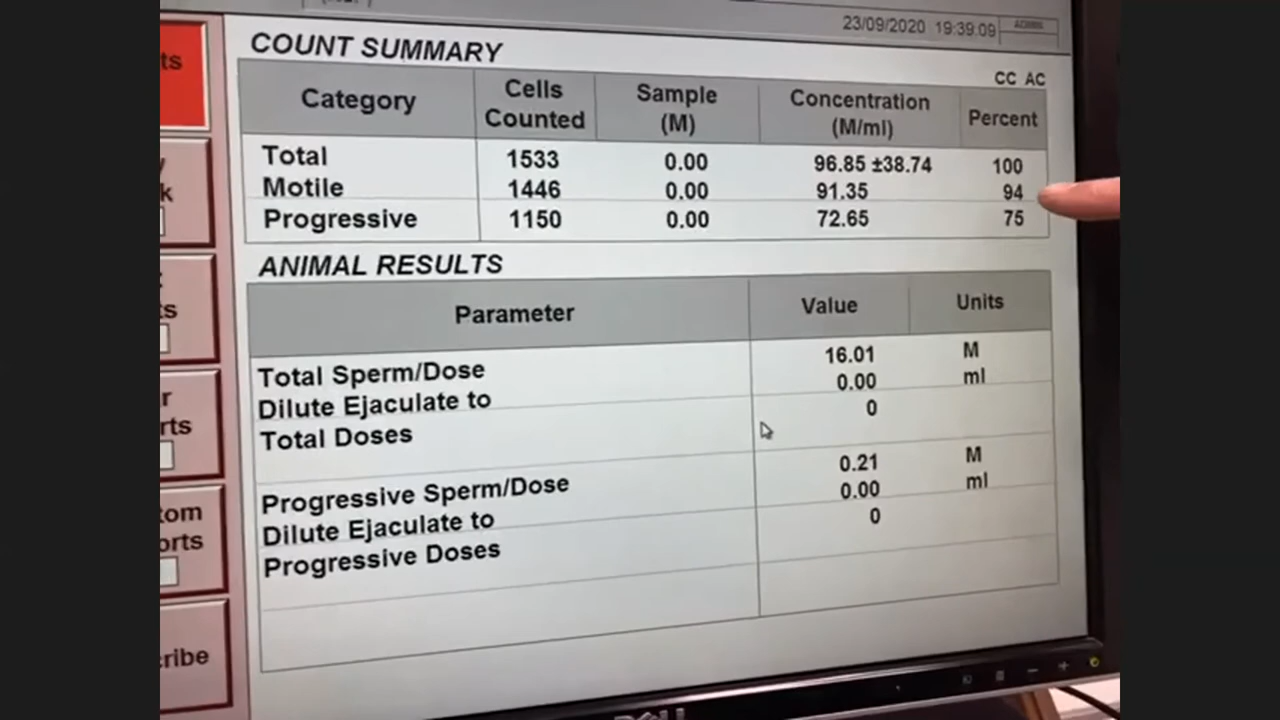 23/09/2020 19:39:09 ADMIN
COUNT SUMMARY
CC AC
Category Cells Counted Sample (M) Concentration (M/ml) Percent
Total 1533 0.00 96.85 ±38.74 100
Motile 1446 0.00 91.35 94
Progressive 1150 0.00 72.65 75
ANIMAL RESULTS
Parameter Value Units
Total Sperm/Dose 16.01 M
Dilute Ejaculate to 0.00 ml
Total Doses 0
Progressive Sperm/Dose 0.21 M
Dilute Ejaculate to 0.00 ml
Progressive Doses 0